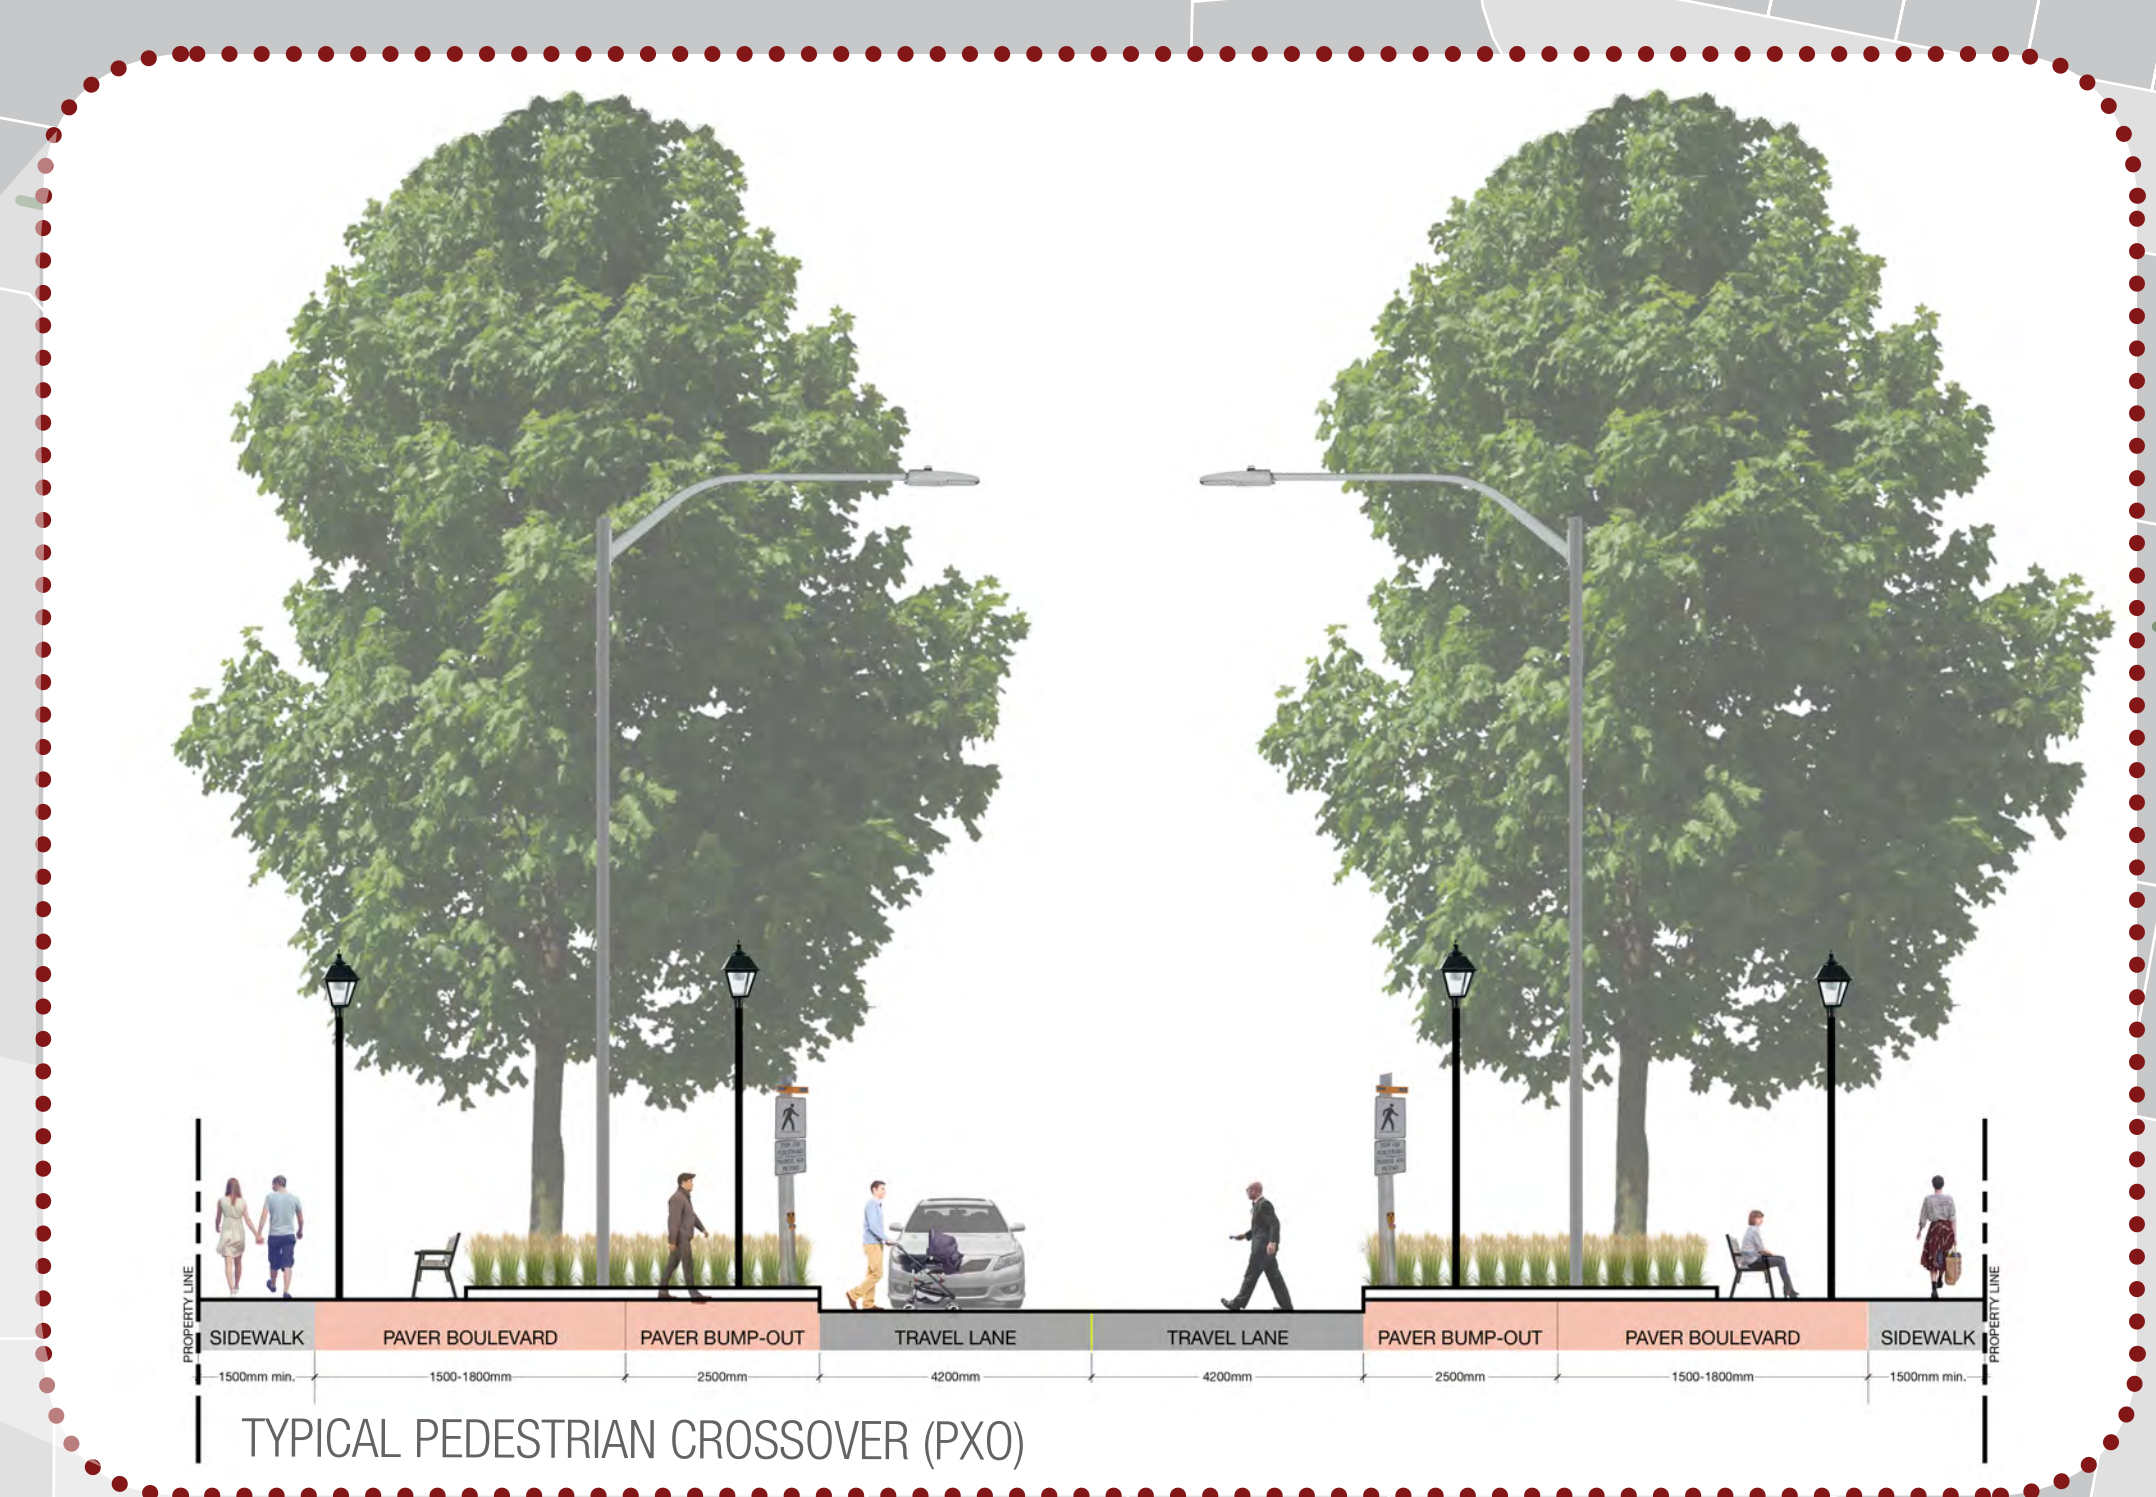 PROPERTY LINE
SIDEWALK
PAVER BOULEVARD
PAVER BUMP-OUT
TRAVEL LANE
TRAVEL LANE
PAVER BUMP-OUT
PAVER BOULEVARD
SIDEWALK
PROPERTY LINE
1500mm min.
1500-1800mm
2500mm
4200mm
4200mm
2500mm
1500-1800mm
1500mm min.
TYPICAL PEDESTRIAN CROSSOVER (PXO)